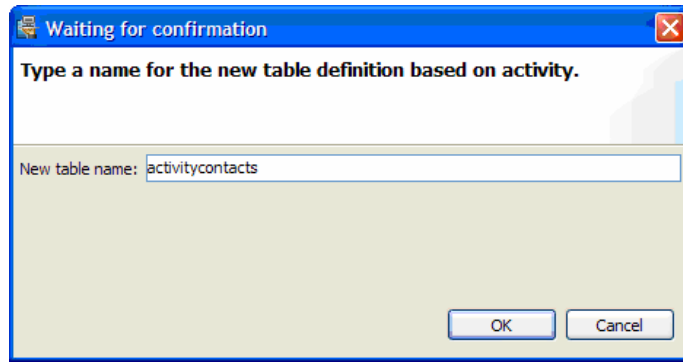 Waiting for confirmation
Type a name for the new table definition based on activity.
New table name: activitycontacts
OK Cancel